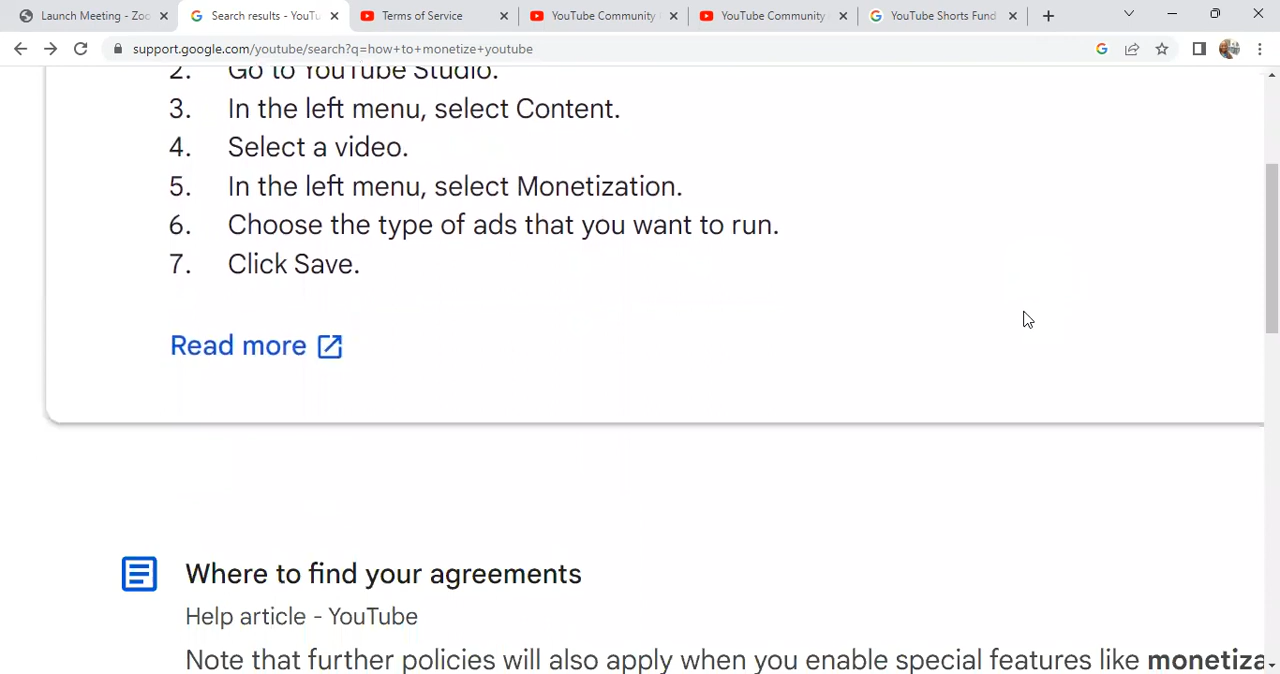 Launch Meeting - Zoo
Search results - YouTu
Terms of Service
YouTube Community
YouTube Community
YouTube Shorts Fund
support.google.com/youtube/search?q=how+to+monetize+youtube
2. Go to YouTube Studio.
3. In the left menu, select Content.
4. Select a video.
5. In the left menu, select Monetization.
6. Choose the type of ads that you want to run.
7. Click Save.
Read more
Where to find your agreements
Help article - YouTube
Note that further policies will also apply when you enable special features like monetiza